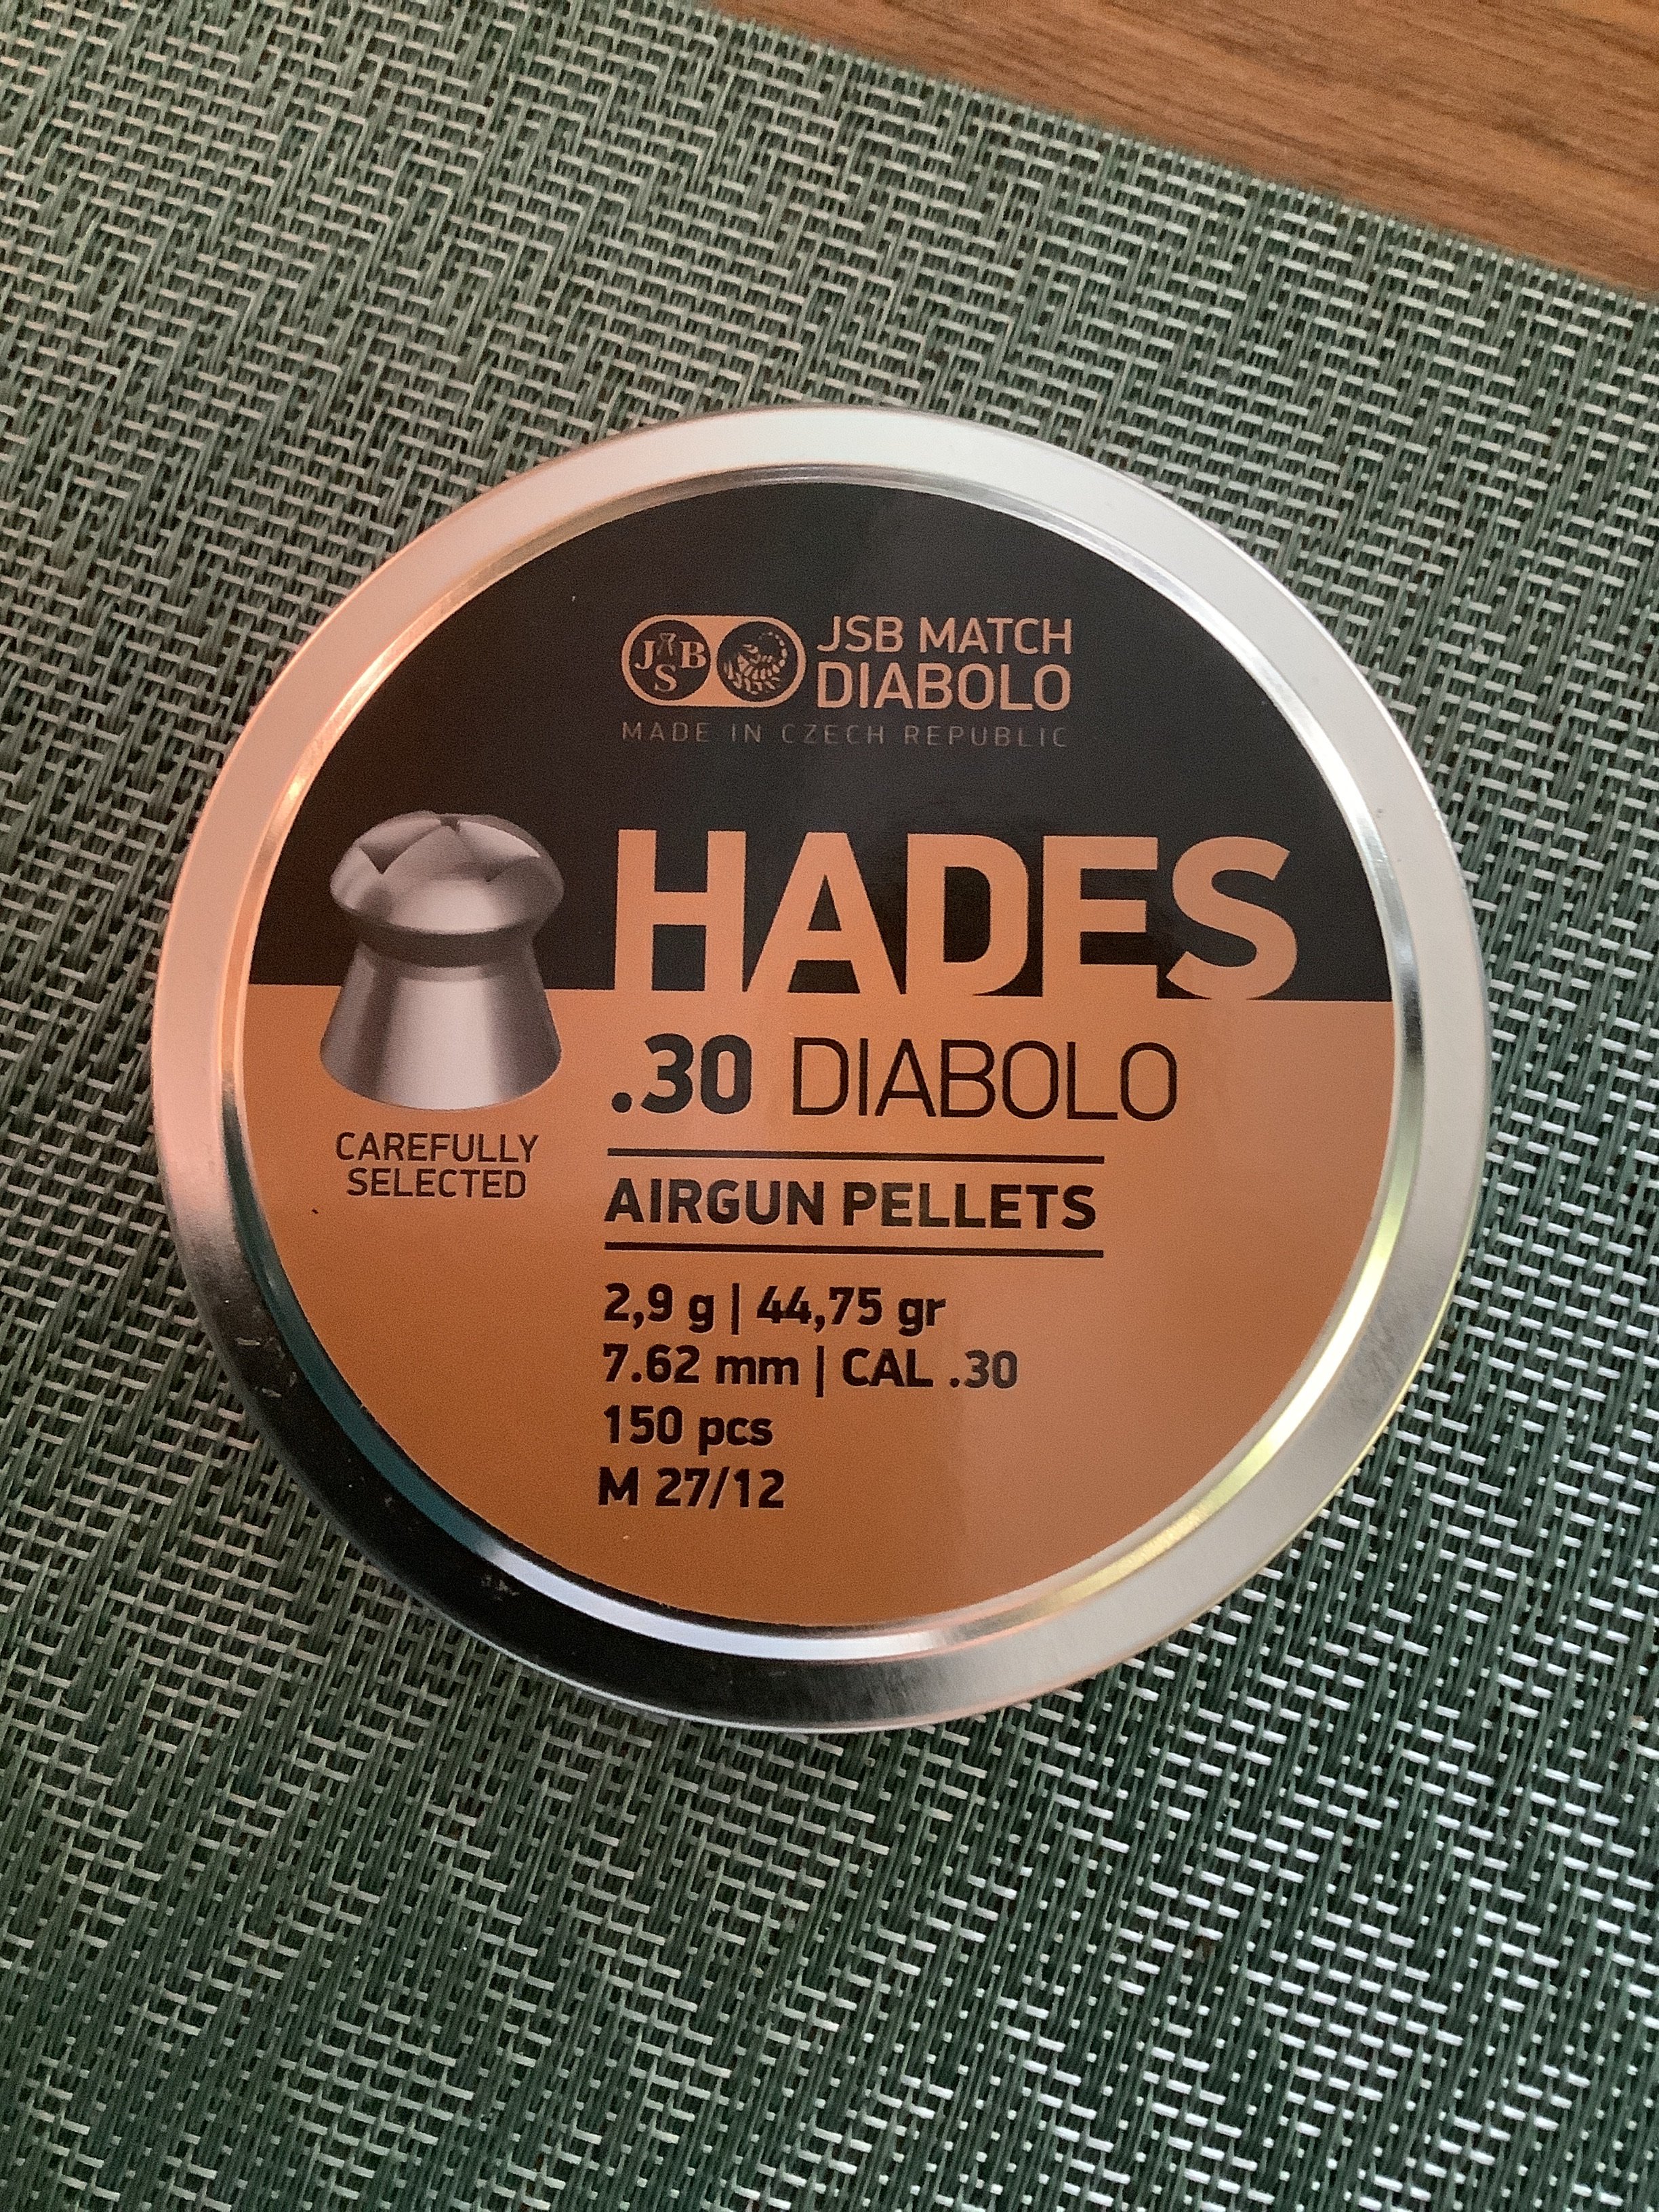 JSB
JSB MATCH
DIABOLO
MADE IN CZECH REPUBLIC
HADES
.30 DIABOLO
CAREFULLY
SELECTED
AIRGUN PELLETS
2,9 g | 44,75 gr
7.62 mm | CAL .30
150 pcs
M 27/12